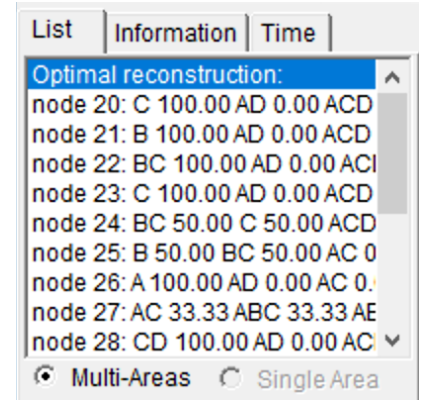 List Information Time
Optimal reconstruction:
node 20: C 100.00 AD 0.00 ACD
node 21: B 100.00 AD 0.00 ACD
node 22: BC 100.00 AD 0.00
node 23: C 100.00 AD 0.00 ACD
node 24: BC 50.00 C 50.00 ACD
node 25: B 50.00 BC 50.00 AC 0
node 26: A 100.00 AD 0.00 AC 0.
node 27: AC 33.33 ABC 33.33
node 28: CD 100.00 AD 0.00
Multi-Areas Single Area